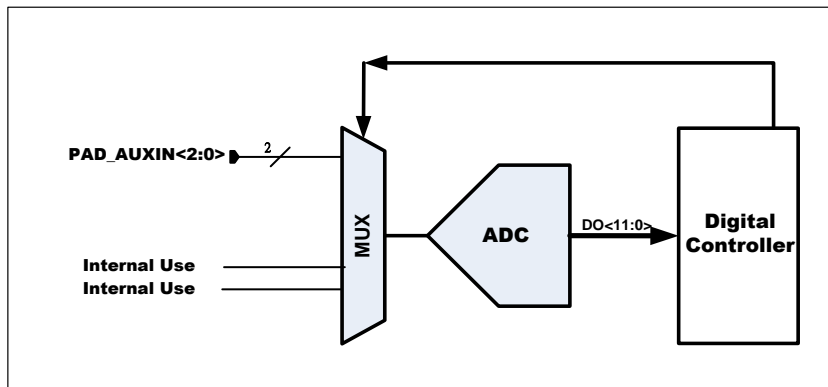 PAD_AUXIN<2:0>
2
MUX
ADC
DO<11:0>
Digital
Controller
Internal Use
Internal Use